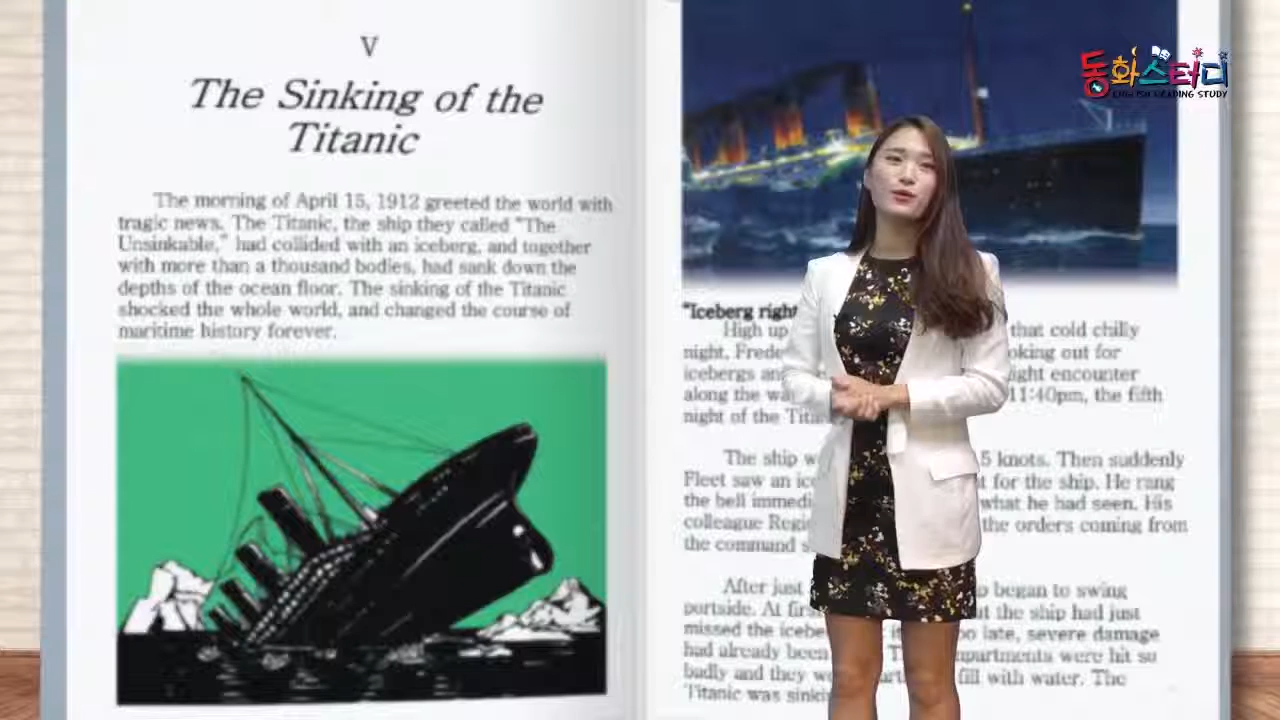 V
The Sinking of the
Titanic
The morning of April 15, 1912 greeted the world with
tragic news. The Titanic, the ship they called "The
Unsinkable," had collided with an iceberg, and together
with more than a thousand bodies, had sank down the
depths of the ocean floor. The sinking of the Titanic
shocked the whole world, and changed the course of
maritime history forever.
동화스터디
ENGLISH READING STUDY
"Iceberg right
High up that cold chilly
night, Frede oking out for
icebergs an ight encounter
along the wa 11:40pm, the fifth
night of the Tita
The ship w 5 knots. Then suddenly
Fleet saw an ice t for the ship. He rang
the bell immedi what he had seen. His
colleague Regi the orders coming from
the command s
After just p began to swing
portside. At firs t the ship had just
missed the icebe oo late, severe damage
had already been T partments were hit so
badly and they w fill with water. The
Titanic was sinki